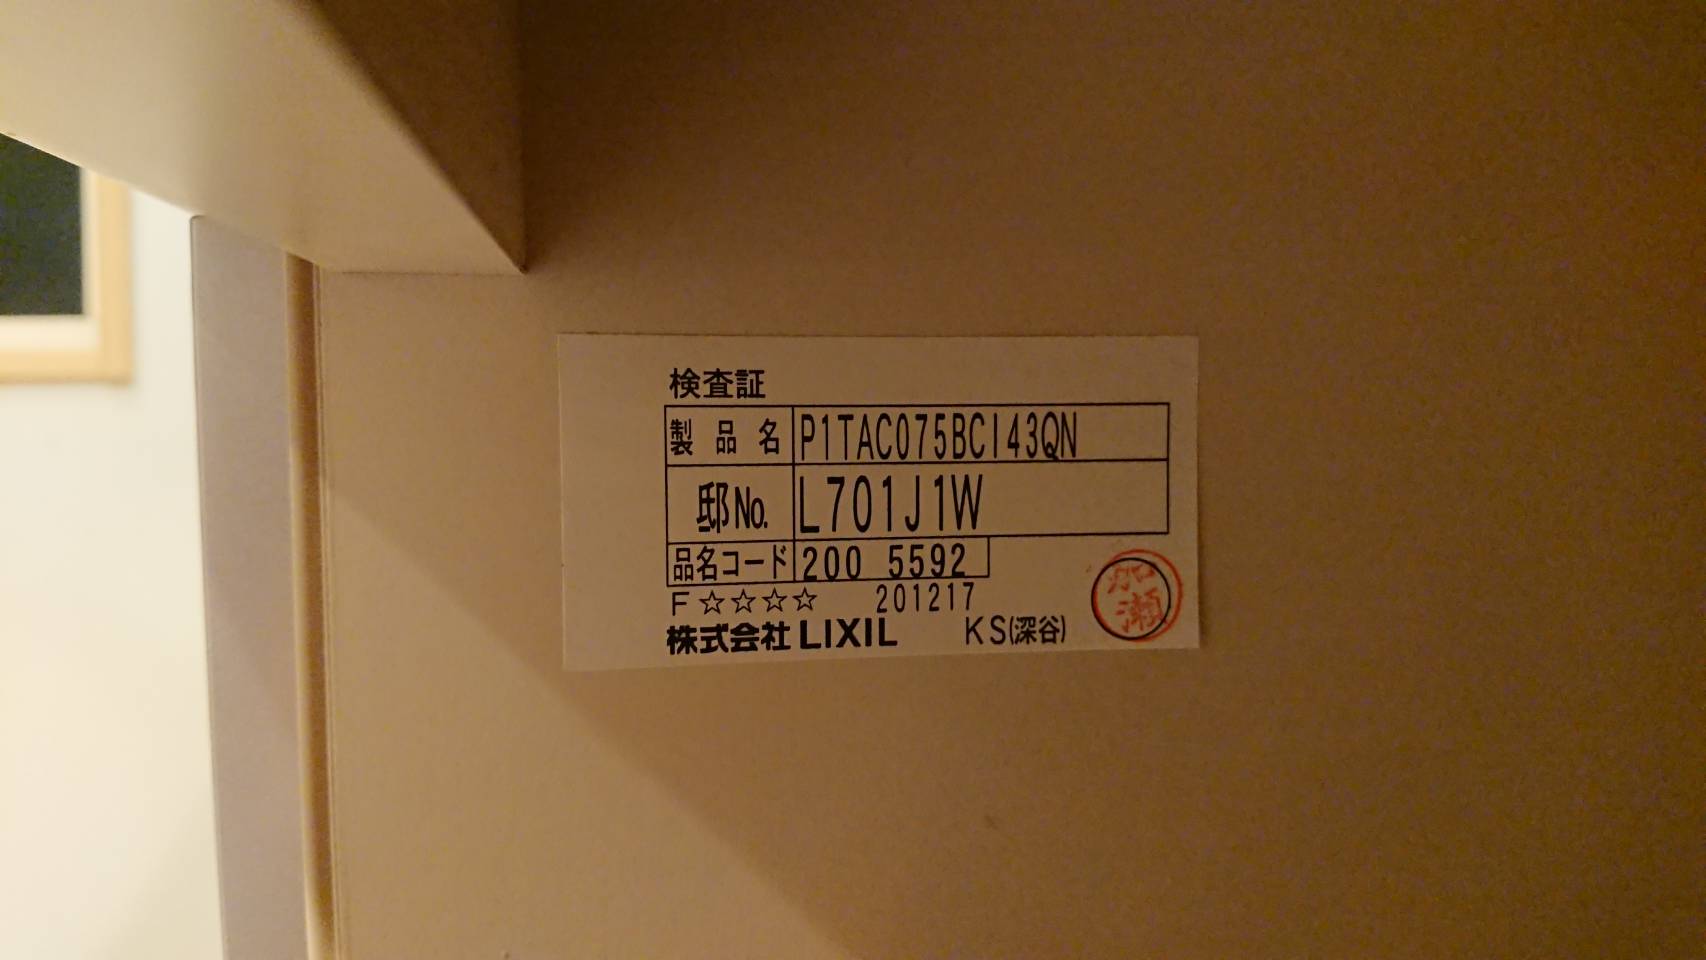 検査証
製品名 P1TAC075BCI43QN
邸No. L701J1W
品名コード 200 5592
F☆☆☆☆ 201217
株式会社LIXIL KS(深谷)
加瀬